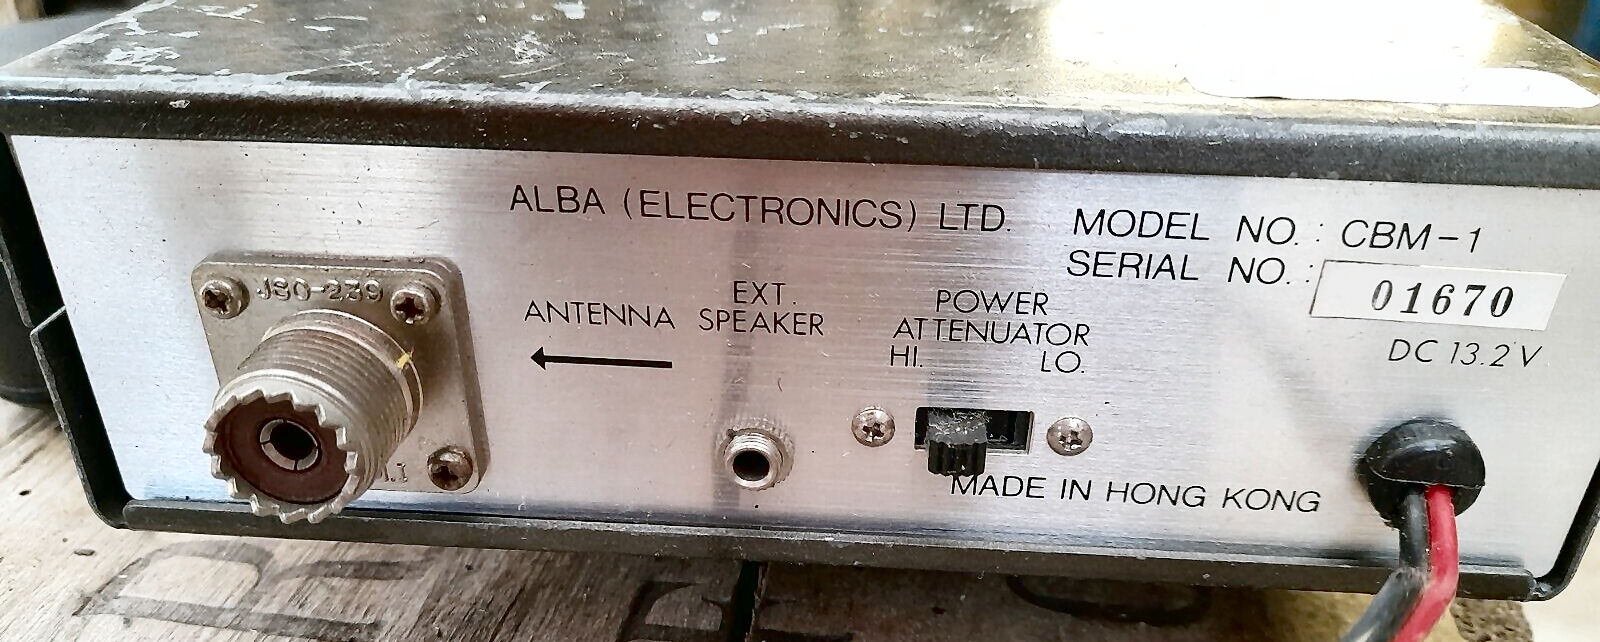 ALBA (ELECTRONICS) LTD.
MODEL NO. : CBM-1
SERIAL NO. : 01670
DC 13.2 V
JSO-239
ANTENNA
EXT.
SPEAKER
POWER
ATTENUATOR
HI. LO.
MADE IN HONG KONG